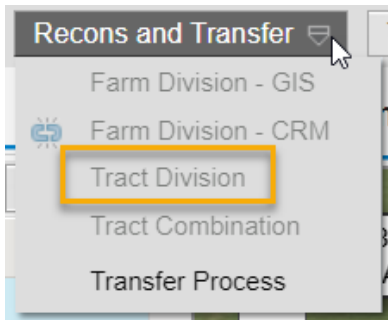 Recons and Transfer
Farm Division - GIS
Farm Division - CRM
Tract Division
Tract Combination
Transfer Process